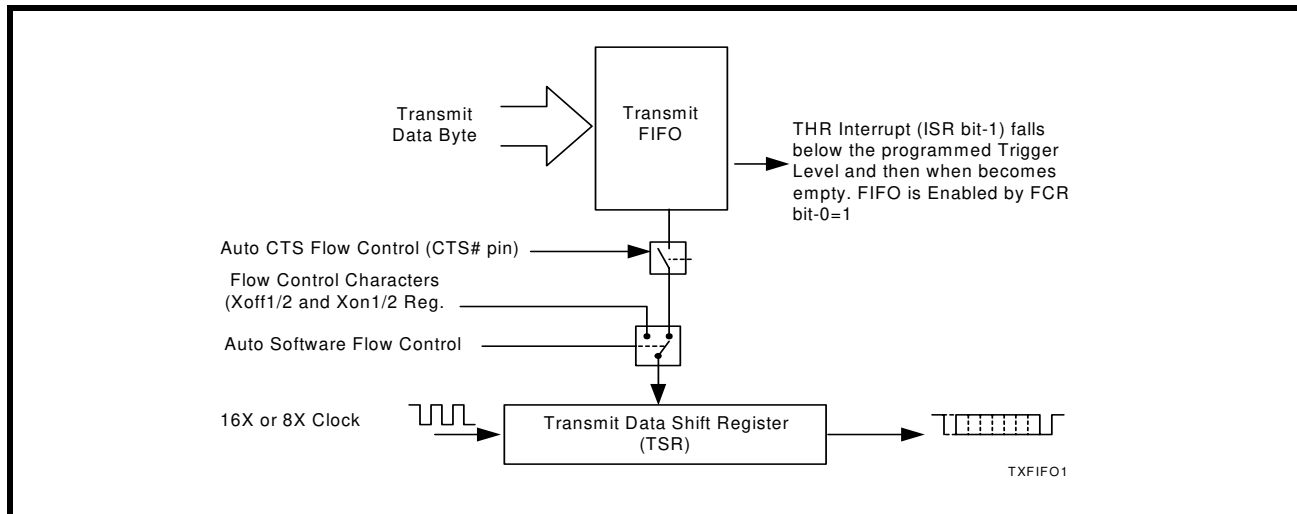 Transmit
Data Byte
Transmit
FIFO
THR Interrupt (ISR bit-1) falls
below the programmed Trigger
Level and then when becomes
empty. FIFO is Enabled by FCR
bit-0=1
Auto CTS Flow Control (CTS# pin)
Flow Control Characters
(Xoff1/2 and Xon1/2 Reg.
Auto Software Flow Control
16X or 8X Clock
Transmit Data Shift Register
(TSR)
TXFIFO1